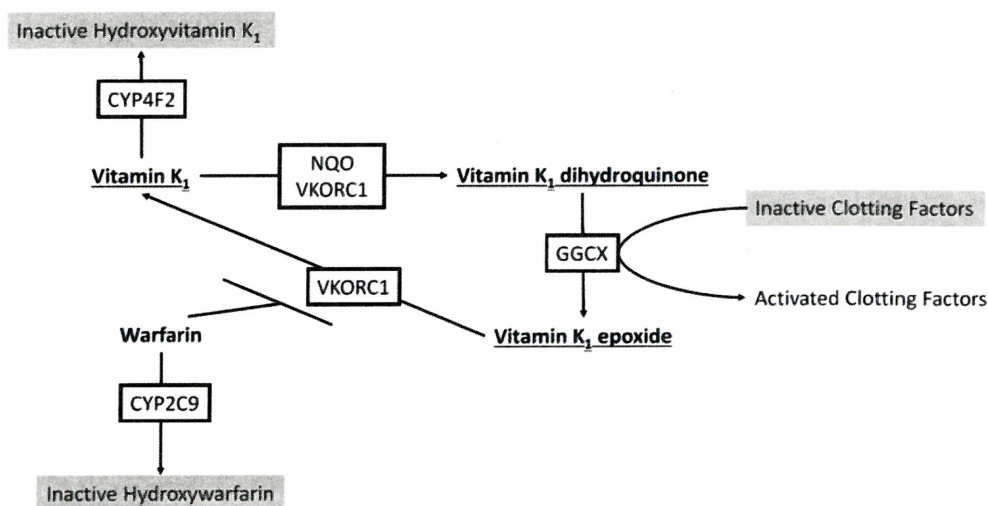 Inactive Hydroxyvitamin K1
CYP4F2
Vitamin K1
NQO
VKORC1
Vitamin K1 dihydroquinone
Inactive Clotting Factors
GGCX
Activated Clotting Factors
VKORC1
Vitamin K1 epoxide
Warfarin
CYP2C9
Inactive Hydroxywarfarin